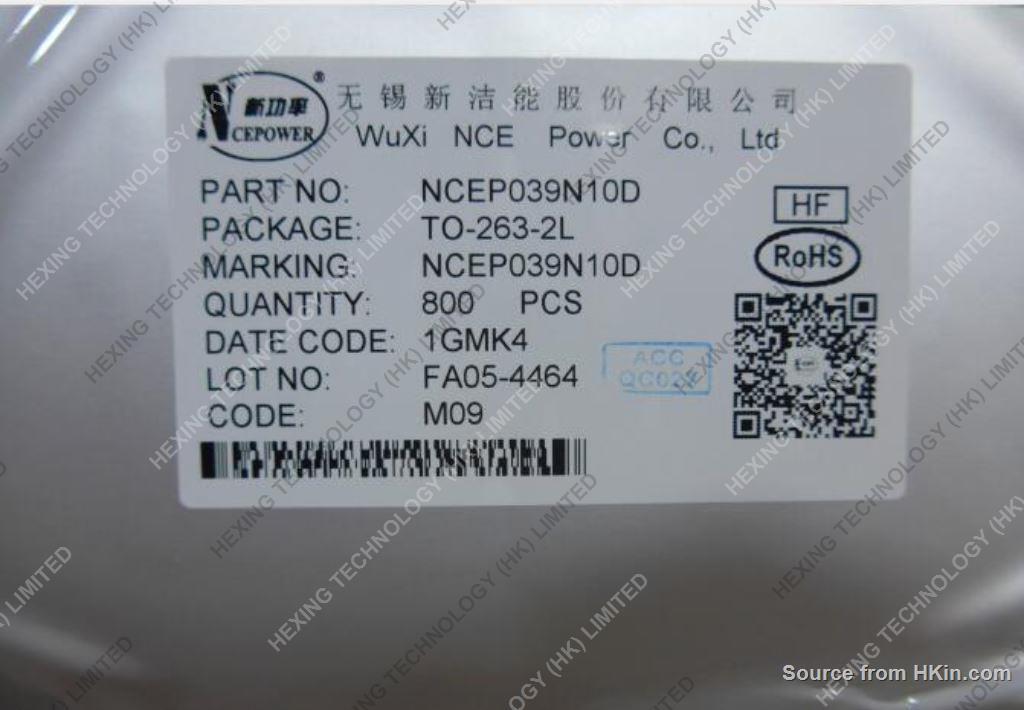 新功率
NCEPOWER
®
无锡新洁能股份有限公司
WuXi NCE Power Co., Ltd
PART NO: NCEP039N10D
PACKAGE: TO-263-2L
MARKING: NCEP039N10D
QUANTITY: 800 PCS
DATE CODE: 1GMK4
LOT NO: FA05-4464
CODE: M09
HF
RoHS
ACC
HEXING TECHNOLOGY (HK) LIMITED
Source from HKin.com